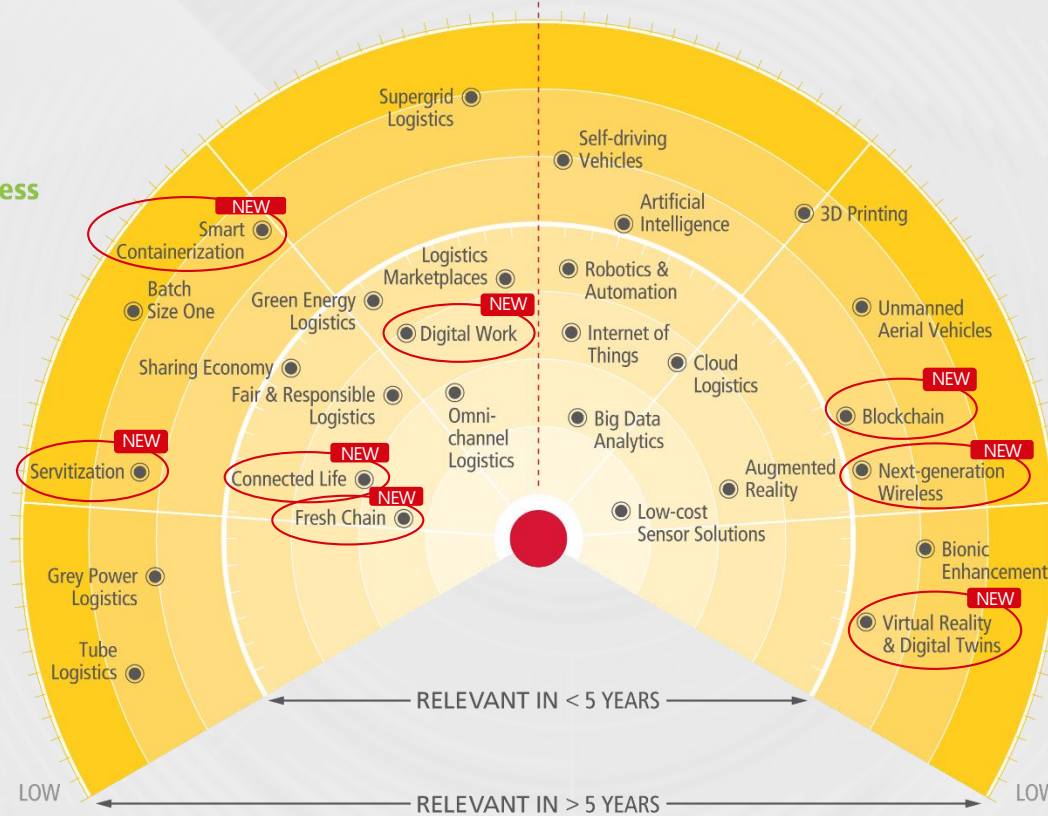 Supergrid
Logistics
Self-driving
Vehicles
ess
NEW
Smart
Containerization
Artificial
Intelligence
3D Printing
Logistics
Marketplaces
Robotics &
Automation
Batch
Size One
Green Energy
Logistics
NEW
Digital Work
Internet of
Things
Unmanned
Aerial Vehicles
Sharing Economy
Fair & Responsible
Logistics
Cloud
Logistics
NEW
Blockchain
Omni-
channel
Logistics
Big Data
Analytics
NEW
Servitization
NEW
Connected Life
Augmented
Reality
NEW
Next-generation
Wireless
NEW
Fresh Chain
Low-cost
Sensor Solutions
Grey Power
Logistics
Bionic
Enhancement
NEW
Virtual Reality
& Digital Twins
Tube
Logistics
RELEVANT IN < 5 YEARS
LOW
RELEVANT IN > 5 YEARS
LOW